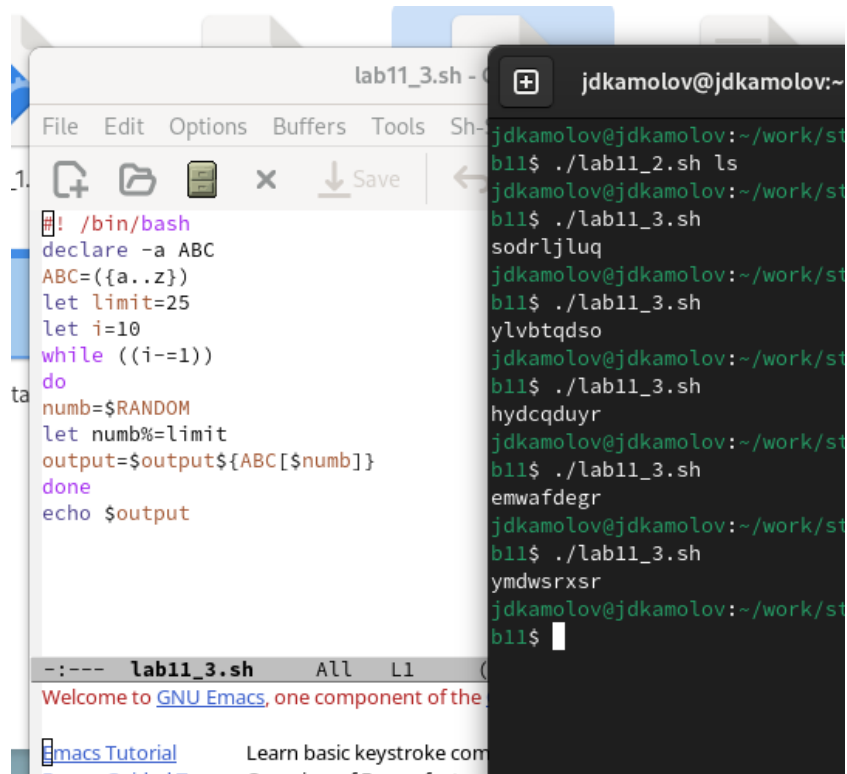 lab11_3.sh - 
File Edit Options Buffers Tools
_1.
Save
#! /bin/bash
declare -a ABC
ABC=({a..z})
let limit=25
let i=10
while ((i-=1))
do
numb=$RANDOM
let numb%=limit
output=$output${ABC[$numb]}
done
echo $output
-:--- lab11_3.sh All L1 (
Welcome to GNU Emacs, one component of the
Emacs Tutorial Learn basic keystroke com
ta
jdkamolov@jdkamolov:~
jdkamolov@jdkamolov:~/work/st
b11$ ./lab11_2.sh ls
jdkamolov@jdkamolov:~/work/st
b11$ ./lab11_3.sh
sodrljluq
jdkamolov@jdkamolov:~/work/st
b11$ ./lab11_3.sh
ylvbtqdso
jdkamolov@jdkamolov:~/work/st
b11$ ./lab11_3.sh
hydcqduyr
jdkamolov@jdkamolov:~/work/st
b11$ ./lab11_3.sh
emwafdegr
jdkamolov@jdkamolov:~/work/st
b11$ ./lab11_3.sh
ymdwsrxsr
jdkamolov@jdkamolov:~/work/st
b11$